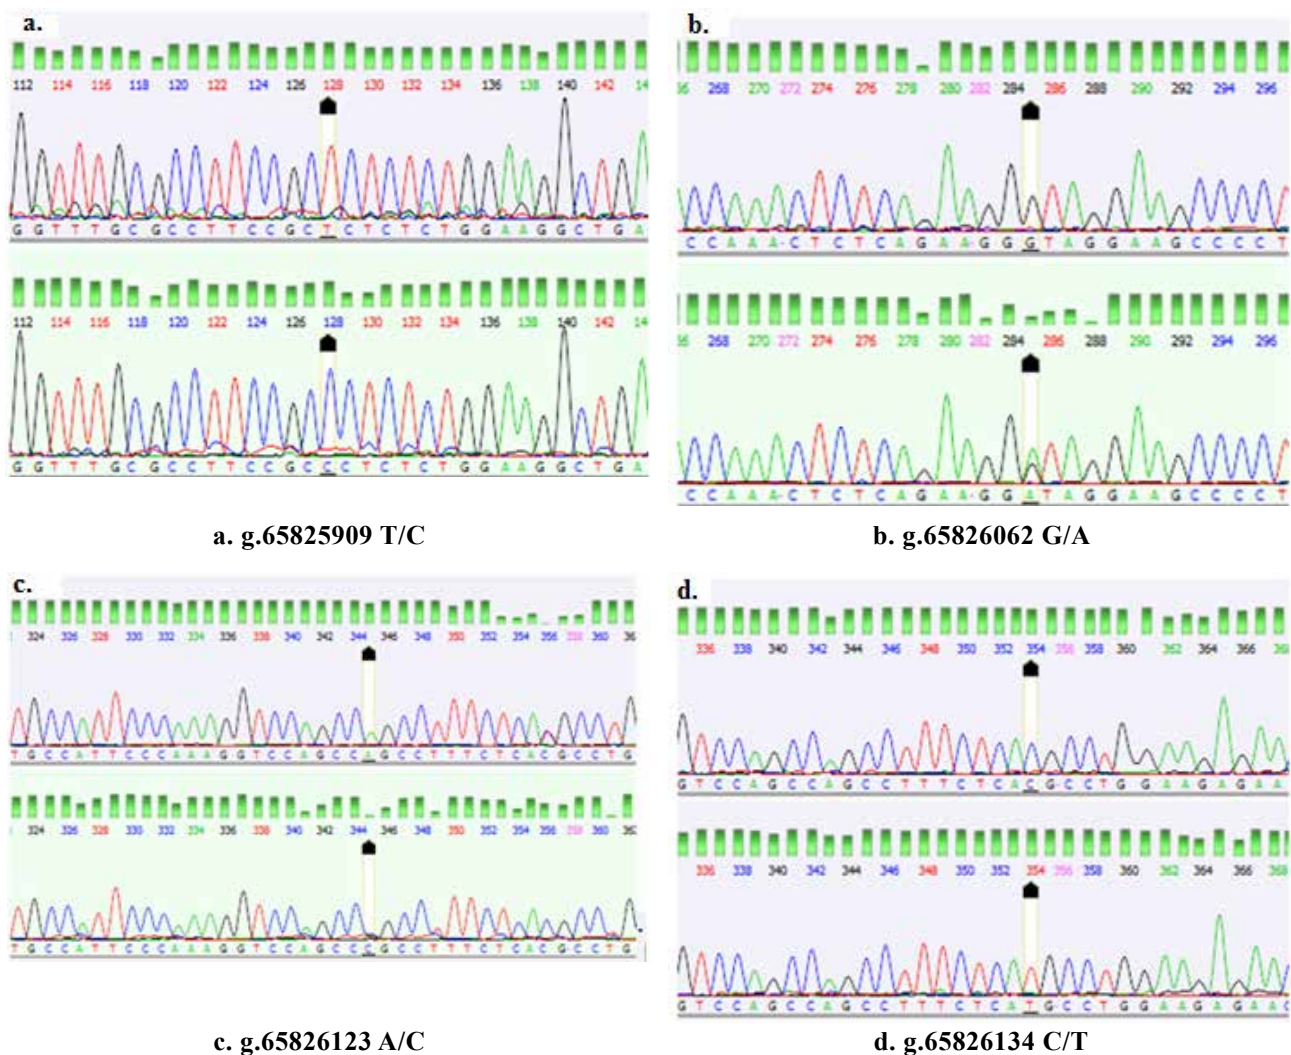 a.
112 114 116 118 120 122 124 126 128 130 132 134 136 138 140 142 14
G G T T T G C G C C T T C C G C T C T C T C T G G A A G G C T G A
112 114 116 118 120 122 124 126 128 130 132 134 136 138 140 142 14
G G T T T G C G C C T T C C G C C C T C T C T G G A A G G C T G A
a. g.65825909 T/C
b.
268 270 272 274 276 278 280 282 284 286 288 290 292 294 296
C C A A A - C T C T C A G A A - G G G T A G G A A G C C C C T
268 270 272 274 276 278 280 282 284 286 288 290 292 294 296
C C A A A - C T C T C A G A A - G G A T A G G A A G C C C C T
b. g.65826062 G/A
c.
324 326 328 330 332 334 336 338 340 342 344 346 348 350 352 354 356 358 360 36
T G C C A T T C C C A A A G G T C C A G C C A G C C T T T C T C A C G C C T G
324 326 328 330 332 334 336 338 340 342 344 346 348 350 352 354 356 358 360 36
T G C C A T T C C C A A A G G T C C A G C C C G C C T T T C T C A C G C C T G
c. g.65826123 A/C
d.
336 338 340 342 344 346 348 350 352 354 356 358 360 362 364 366 368
G T C C A G C C A G C C T T T C T C A C G - C C T G G A A G A G A A
336 338 340 342 344 346 348 350 352 354 356 358 360 362 364 366 368
G T C C A G C C A G C C T T T C T C A T G - C C T G G A A G A G A A C
d. g.65826134 C/T